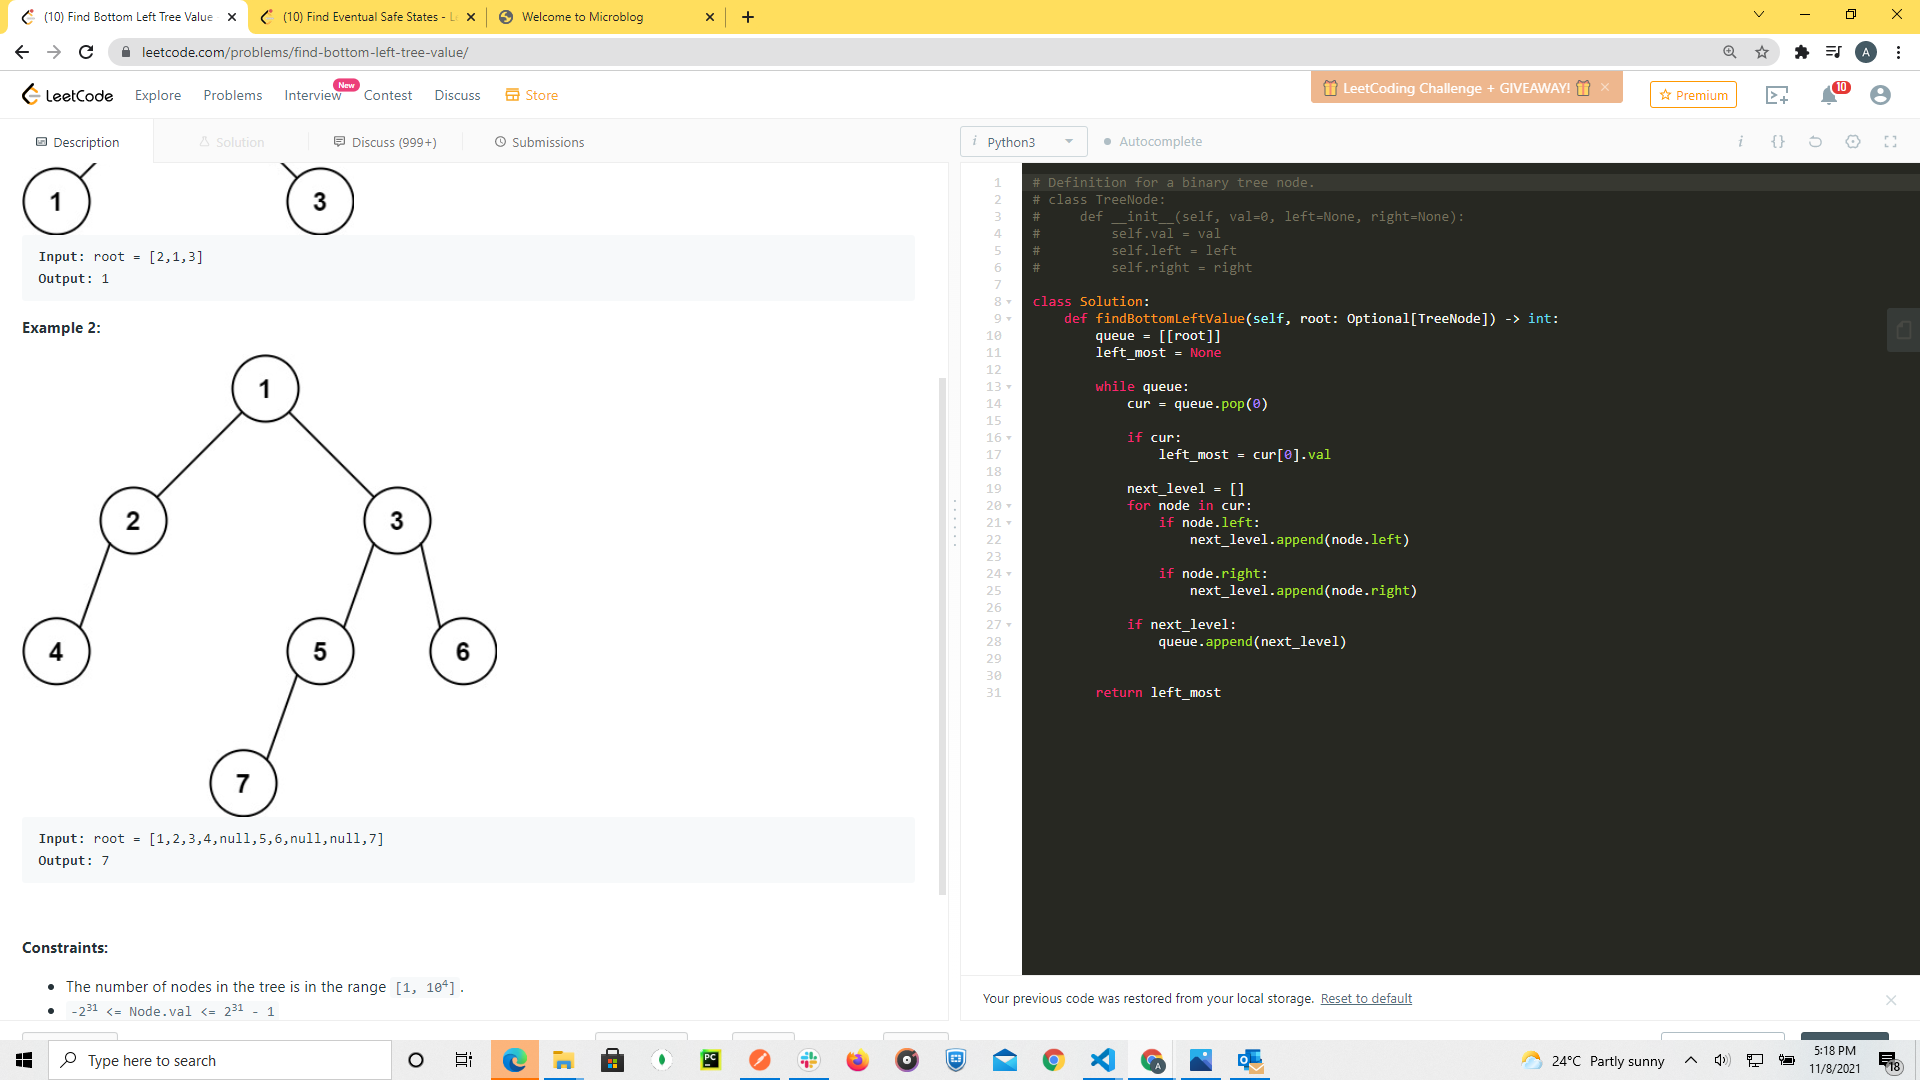 (10) Find Bottom Left Tree Value
(10) Find Eventual Safe States - L
Welcome to Microblog
leetcode.com/problems/find-bottom-left-tree-value/
A
LeetCode
Explore
Problems
Interview
New
Contest
Discuss
Store
LeetCoding Challenge + GIVEAWAY!
Premium
10
Description
Solution
Discuss (999+)
Submissions
i Python3
Autocomplete
i {}
1
3
Input: root = [2,1,3]
Output: 1
Example 2:
1
2
3
4
5
6
7
Input: root = [1,2,3,4,null,5,6,null,null,7]
Output: 7
Constraints:
• The number of nodes in the tree is in the range [1, 10⁴].
• -2³¹ <= Node.val <= 2³¹ - 1
1 # Definition for a binary tree node.
2 # class TreeNode:
3 #     def __init__(self, val=0, left=None, right=None):
4 #         self.val = val
5 #         self.left = left
6 #         self.right = right
7
8 class Solution:
9     def findBottomLeftValue(self, root: Optional[TreeNode]) -> int:
10         queue = [[root]]
11         left_most = None
12
13         while queue:
14             cur = queue.pop(0)
15
16             if cur:
17                 left_most = cur[0].val
18
19             next_level = []
20             for node in cur:
21                 if node.left:
22                     next_level.append(node.left)
23
24                 if node.right:
25                     next_level.append(node.right)
26
27             if next_level:
28                 queue.append(next_level)
29
30
31         return left_most
Your previous code was restored from your local storage. Reset to default
Type here to search
PC
A
24°C Partly sunny
5:18 PM
11/8/2021
18